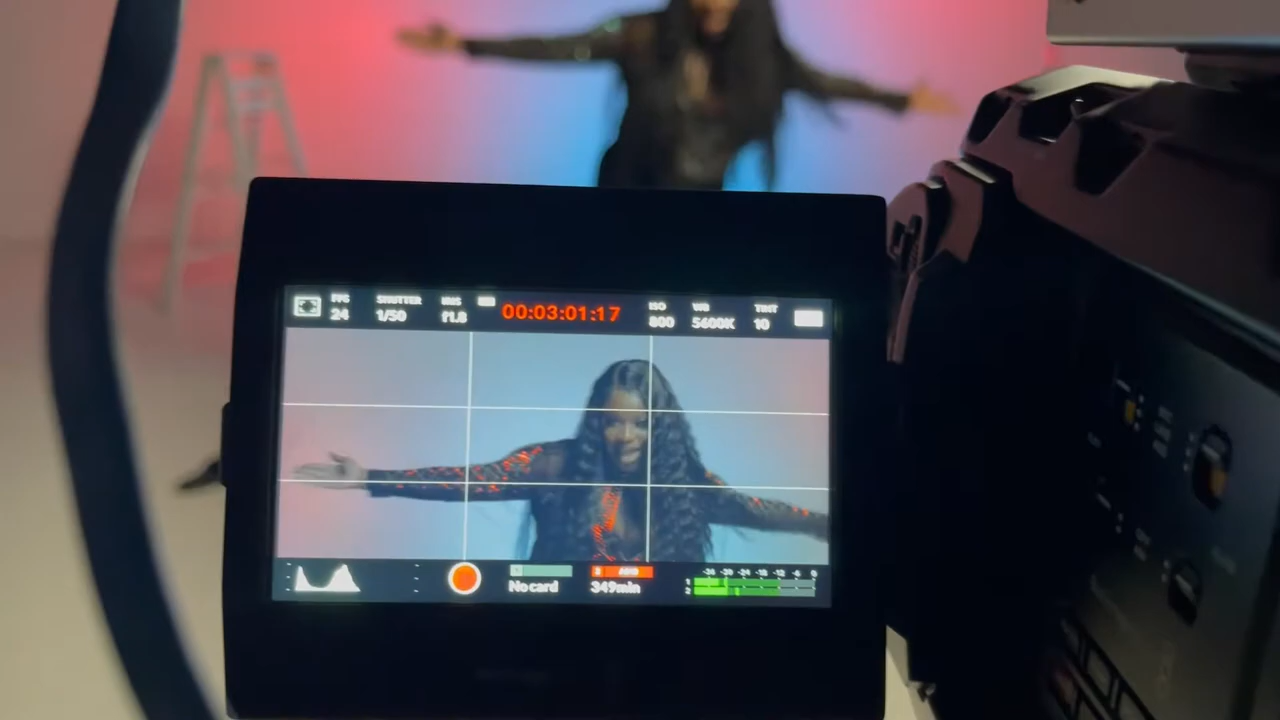 FPS SHUTTER IRIS 00:03:01:17 ISO WB TINT
24 1/50 f1.8 800 5600K 10
No card 349min